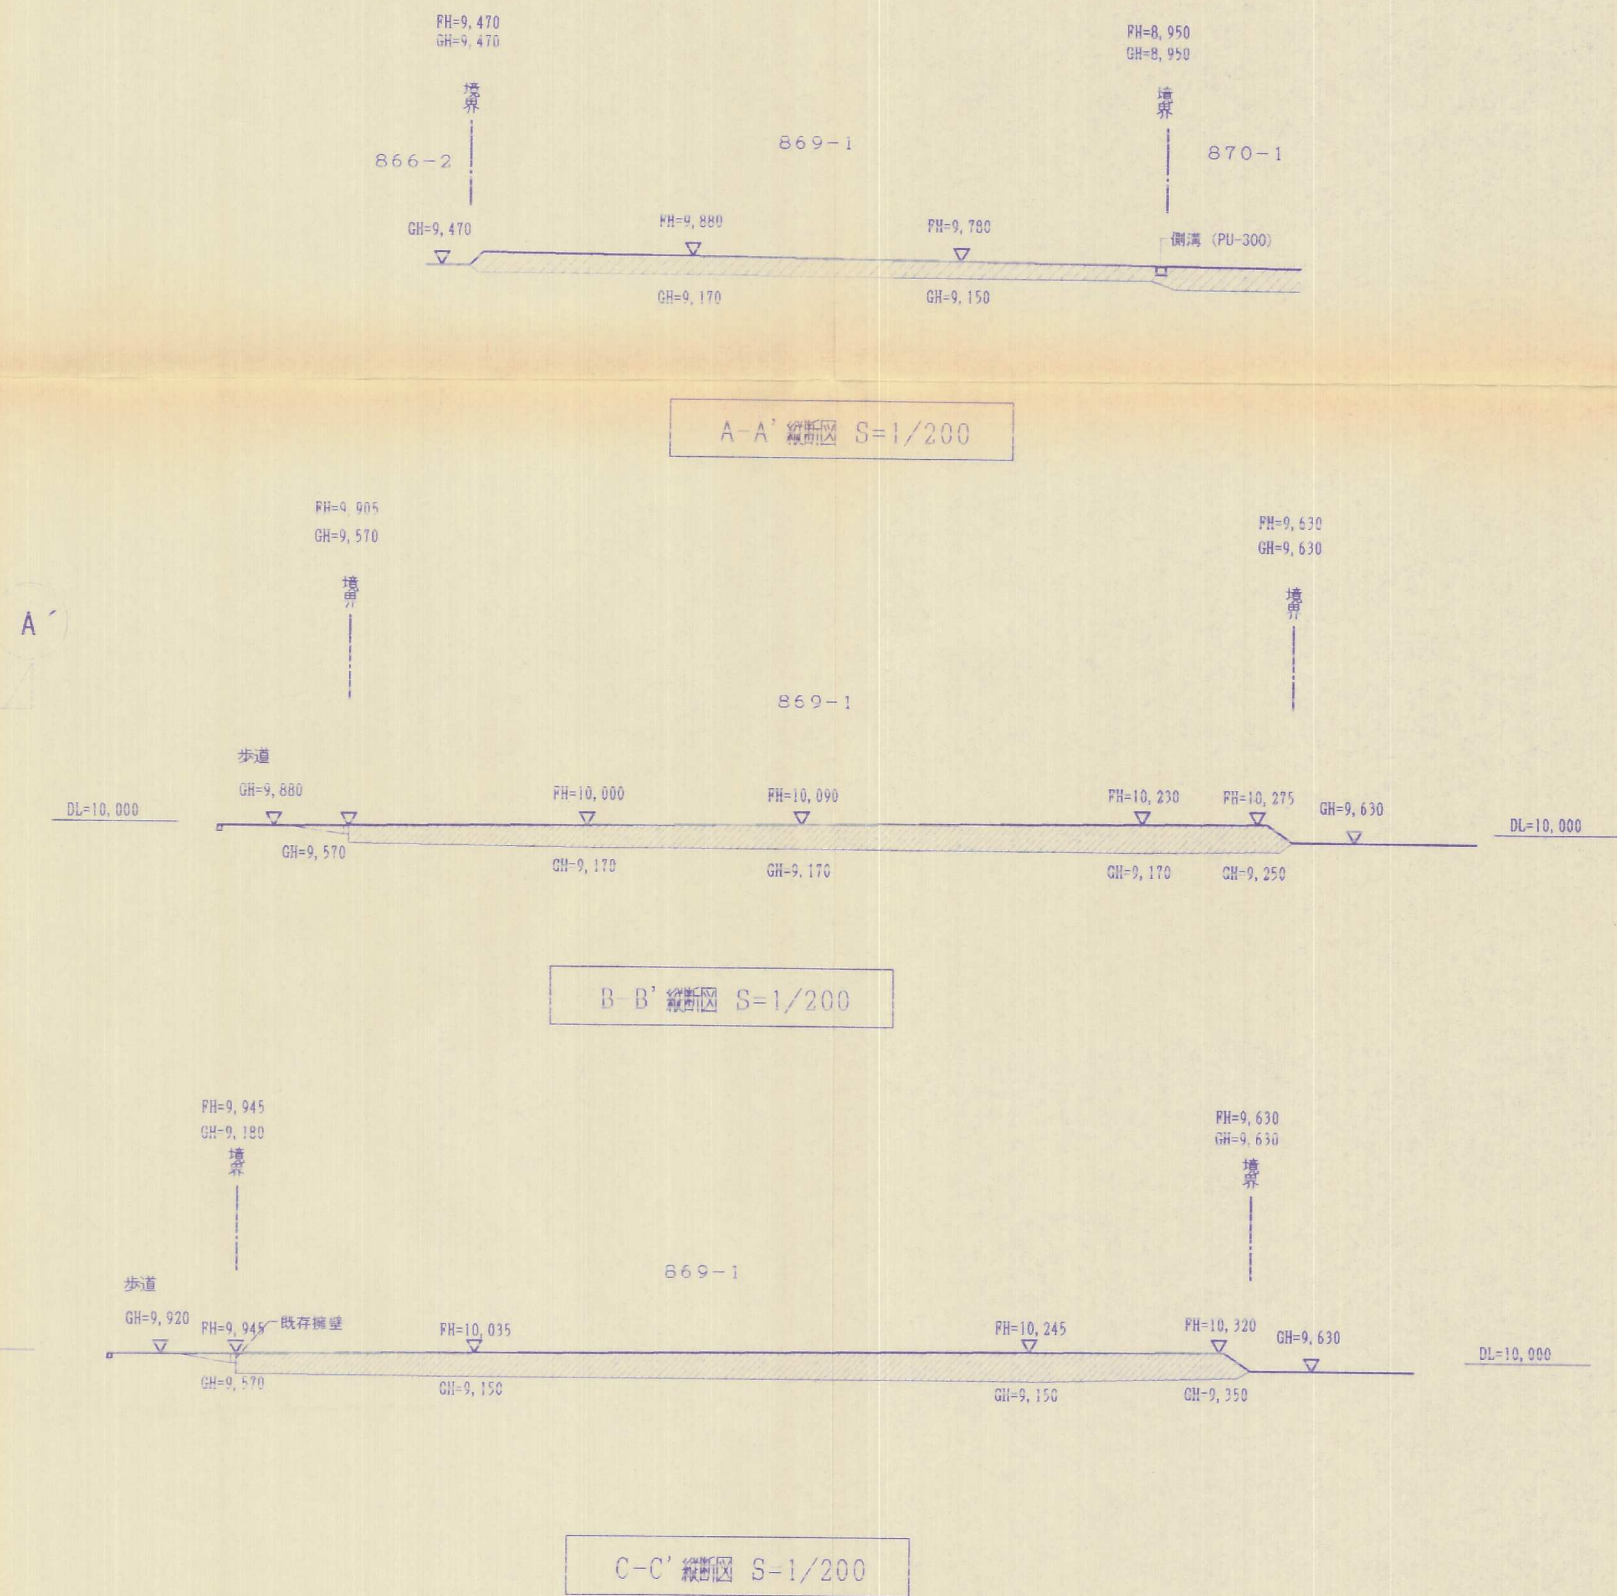 FH=9,470
GH=9,470
境界
866-2
869-1
FH=8,950
GH=8,950
境界
870-1
GH=9,470
FH=9,880
FH=9,780
側溝 (PU-300)
GH=9,170
GH=9,150
A-A' 縦断図 S=1/200
FH=9,905
GH=9,570
境界
FH=9,630
GH=9,630
境界
A´
869-1
歩道
GH=9,880
DL=10,000
FH=10,000
FH=10,090
FH=10,230
FH=10,275
GH=9,630
DL=10,000
GH=9,570
GH=9,170
GH=9,170
GH=9,170
GH=9,250
B-B' 縦断図 S=1/200
FH=9,945
GH=9,180
境界
FH=9,630
GH=9,630
境界
869-1
歩道
GH=9,920
FH=9,945
既存擁壁
FH=10,035
FH=10,245
FH=10,320
GH=9,630
DL=10,000
GH=9,570
GH=9,150
GH=9,150
GH=9,350
C-C' 縦断図 S=1/200